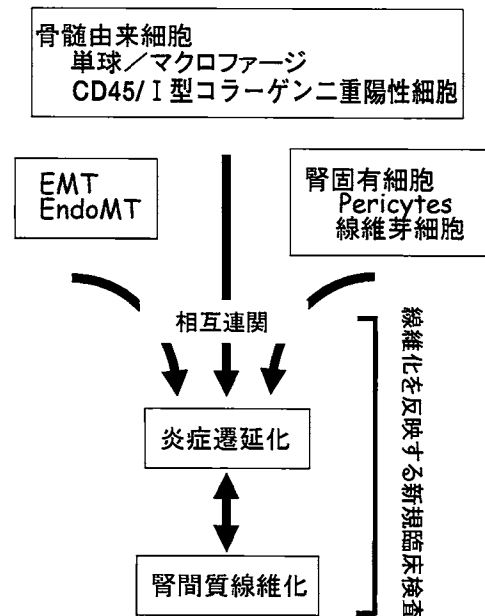 骨髄由来細胞
単球／マクロファージ
CD45/Ⅰ型コラーゲン二重陽性細胞
EMT
EndoMT
腎固有細胞
Pericytes
線維芽細胞
相互連関
炎症遷延化
腎間質線維化
線維化を反映する新規臨床検査